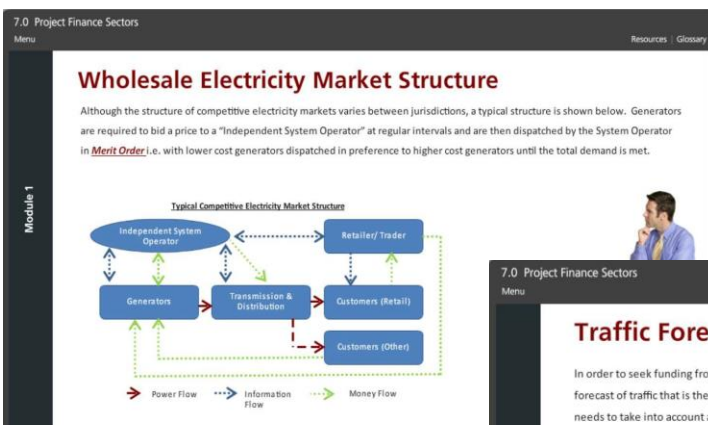 7.0 Project Finance Sectors
Menu
Resources | Glossary
Wholesale Electricity Market Structure
Although the structure of competitive electricity markets varies between jurisdictions, a typical structure is shown below. Generators
are required to bid a price to a "Independent System Operator" at regular intervals and are then dispatched by the System Operator
in Merit Order i.e. with lower cost generators dispatched in preference to higher cost generators until the total demand is met.
Module 1
Typical Competitive Electricity Market Structure
Independent System
Operator
Retailer/ Trader
Generators
Transmission &
Distribution
Customers (Retail)
Customers (Other)
Power Flow
Information
Flow
Money Flow
7.0 Project Finance Sectors
Menu
Traffic Fore
In order to seek funding fro
forecast of traffic that is the
needs to take into account a